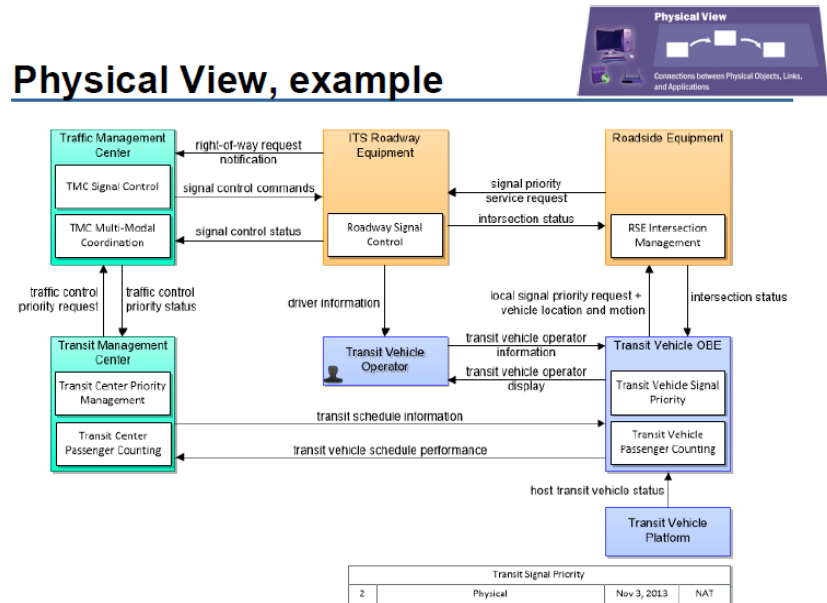 Physical View
Connections between Physical Objects, Links,
and Applications
Physical View, example
Traffic Management
Center
TMC Signal Control
TMC Multi-Modal
Coordination
right-of-way request
notification
signal control commands
signal control status
ITS Roadway
Equipment
Roadway Signal
Control
signal priority
service request
intersection status
Roadside Equipment
RSE Intersection
Management
traffic control
priority request
traffic control
priority status
driver information
local signal priority request +
vehicle location and motion
intersection status
Transit Management
Center
Transit Center Priority
Management
Transit Center
Passenger Counting
Transit Vehicle
Operator
transit vehicle operator
information
transit vehicle operator
display
Transit Vehicle OBE
Transit Vehicle Signal
Priority
Transit Vehicle
Passenger Counting
transit schedule information
transit vehicle schedule performance
host transit vehicle status
Transit Vehicle
Platform
Transit Signal Priority
2 Physical Nov 3, 2013 NAT